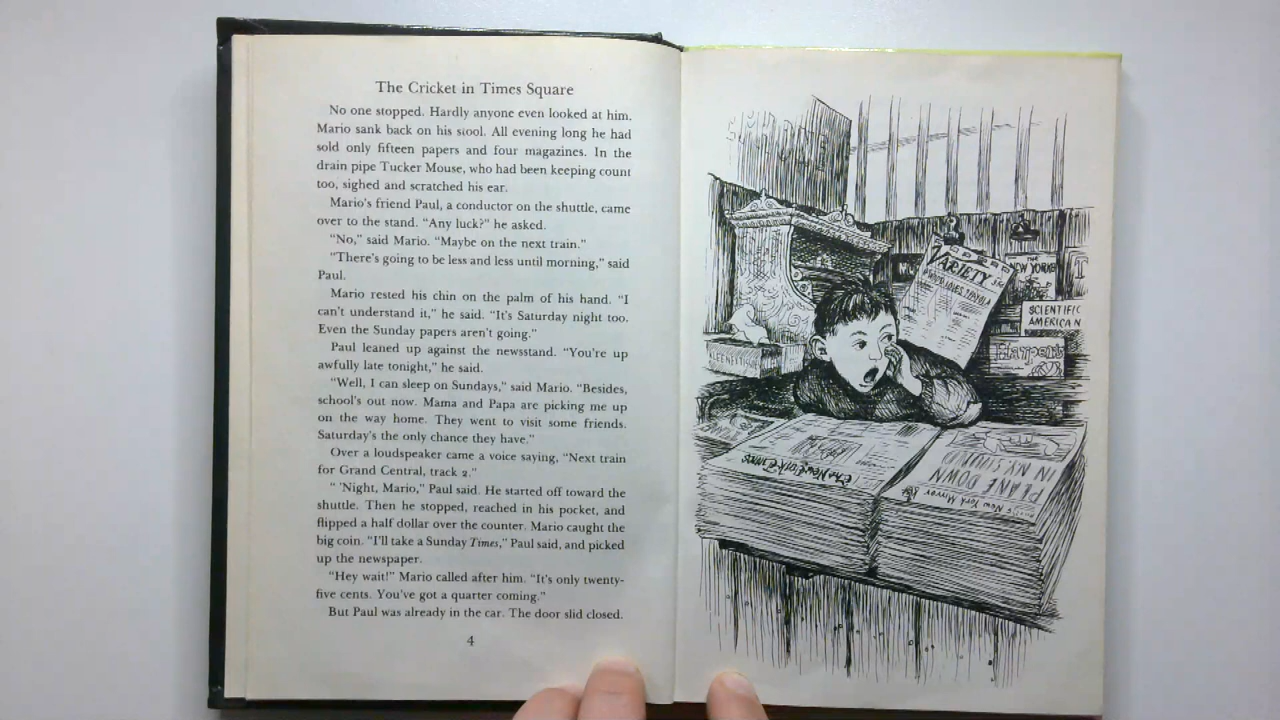 The Cricket in Times Square
No one stopped. Hardly anyone even looked at him.
Mario sank back on his stool. All evening long he had
sold only fifteen papers and four magazines. In the
drain pipe Tucker Mouse, who had been keeping count
too, sighed and scratched his ear.
Mario's friend Paul, a conductor on the shuttle, came
over to the stand. "Any luck?" he asked.
"No," said Mario. "Maybe on the next train."
"There's going to be less and less until morning," said
Paul.
Mario rested his chin on the palm of his hand. "I
can't understand it," he said. "It's Saturday night too.
Even the Sunday papers aren't going."
Paul leaned up against the newsstand. "You're up
awfully late tonight," he said.
"Well, I can sleep on Sundays," said Mario. "Besides,
school's out now. Mama and Papa are picking me up
on the way home. They went to visit some friends.
Saturday's the only chance they have."
Over a loudspeaker came a voice saying, "Next train
for Grand Central, track 2."
" 'Night, Mario," Paul said. He started off toward the
shuttle. Then he stopped, reached in his pocket, and
flipped a half dollar over the counter. Mario caught the
big coin. "I'll take a Sunday Times," Paul said, and picked
up the newspaper.
"Hey wait!" Mario called after him. "It's only twenty-
five cents. You've got a quarter coming."
But Paul was already in the car. The door slid closed.
4
VARIETY
THE
NEW YORKER
SCIENTIFIC
AMERICAN
Harpers
The New York Times
New York Mirror
PLANE DOWN
IN MY STUDIO